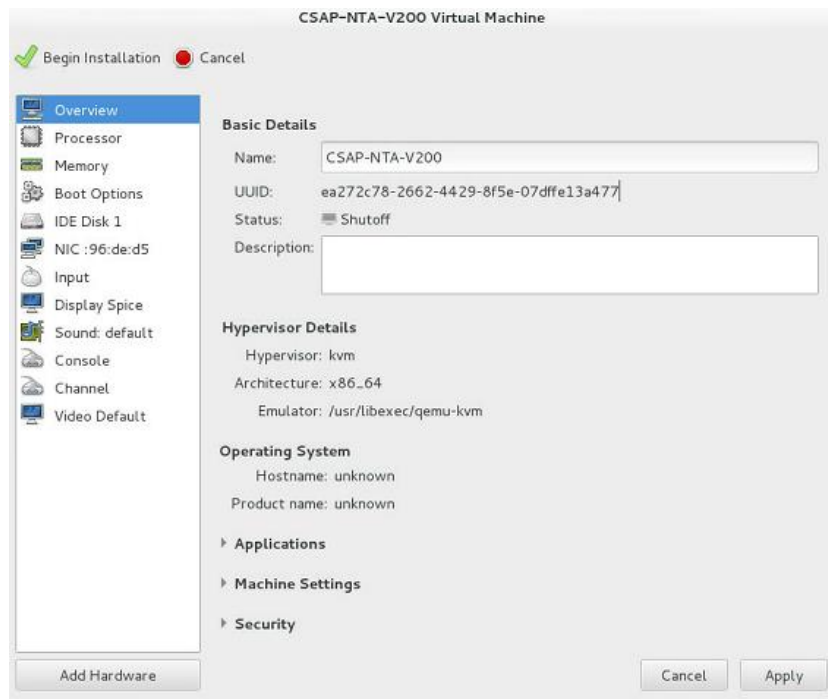 CSAP-NTA-V200 Virtual Machine
Begin Installation Cancel
Overview
Processor
Memory
Boot Options
IDE Disk 1
NIC :96:de:d5
Input
Display Spice
Sound: default
Console
Channel
Video Default
Add Hardware
Basic Details
Name: CSAP-NTA-V200
UUID: ea272c78-2662-4429-8f5e-07dffe13a477
Status: Shutoff
Description:
Hypervisor Details
Hypervisor: kvm
Architecture: x86_64
Emulator: /usr/libexec/qemu-kvm
Operating System
Hostname: unknown
Product name: unknown
Applications
Machine Settings
Security
Cancel Apply